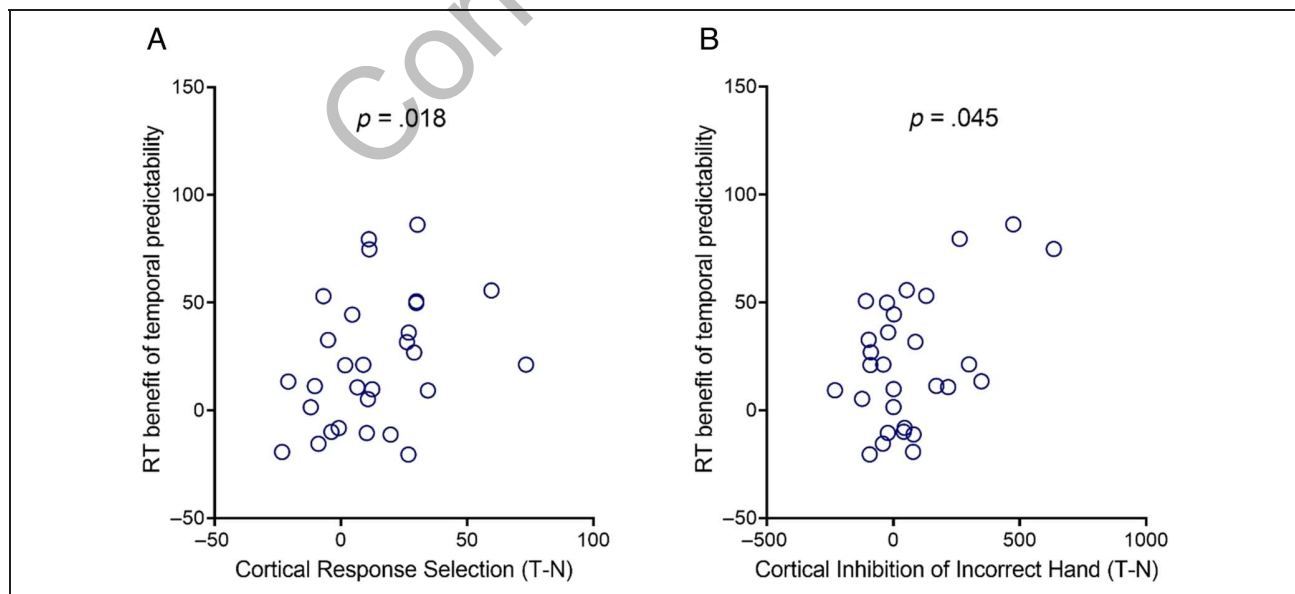 A
B
p = .018
p = .045
150
100
50
0
–50
RT benefit of temporal predictability
–50
0
50
100
Cortical Response Selection (T-N)
150
100
50
0
–50
RT benefit of temporal predictability
–500
0
500
1000
Cortical Inhibition of Incorrect Hand (T-N)